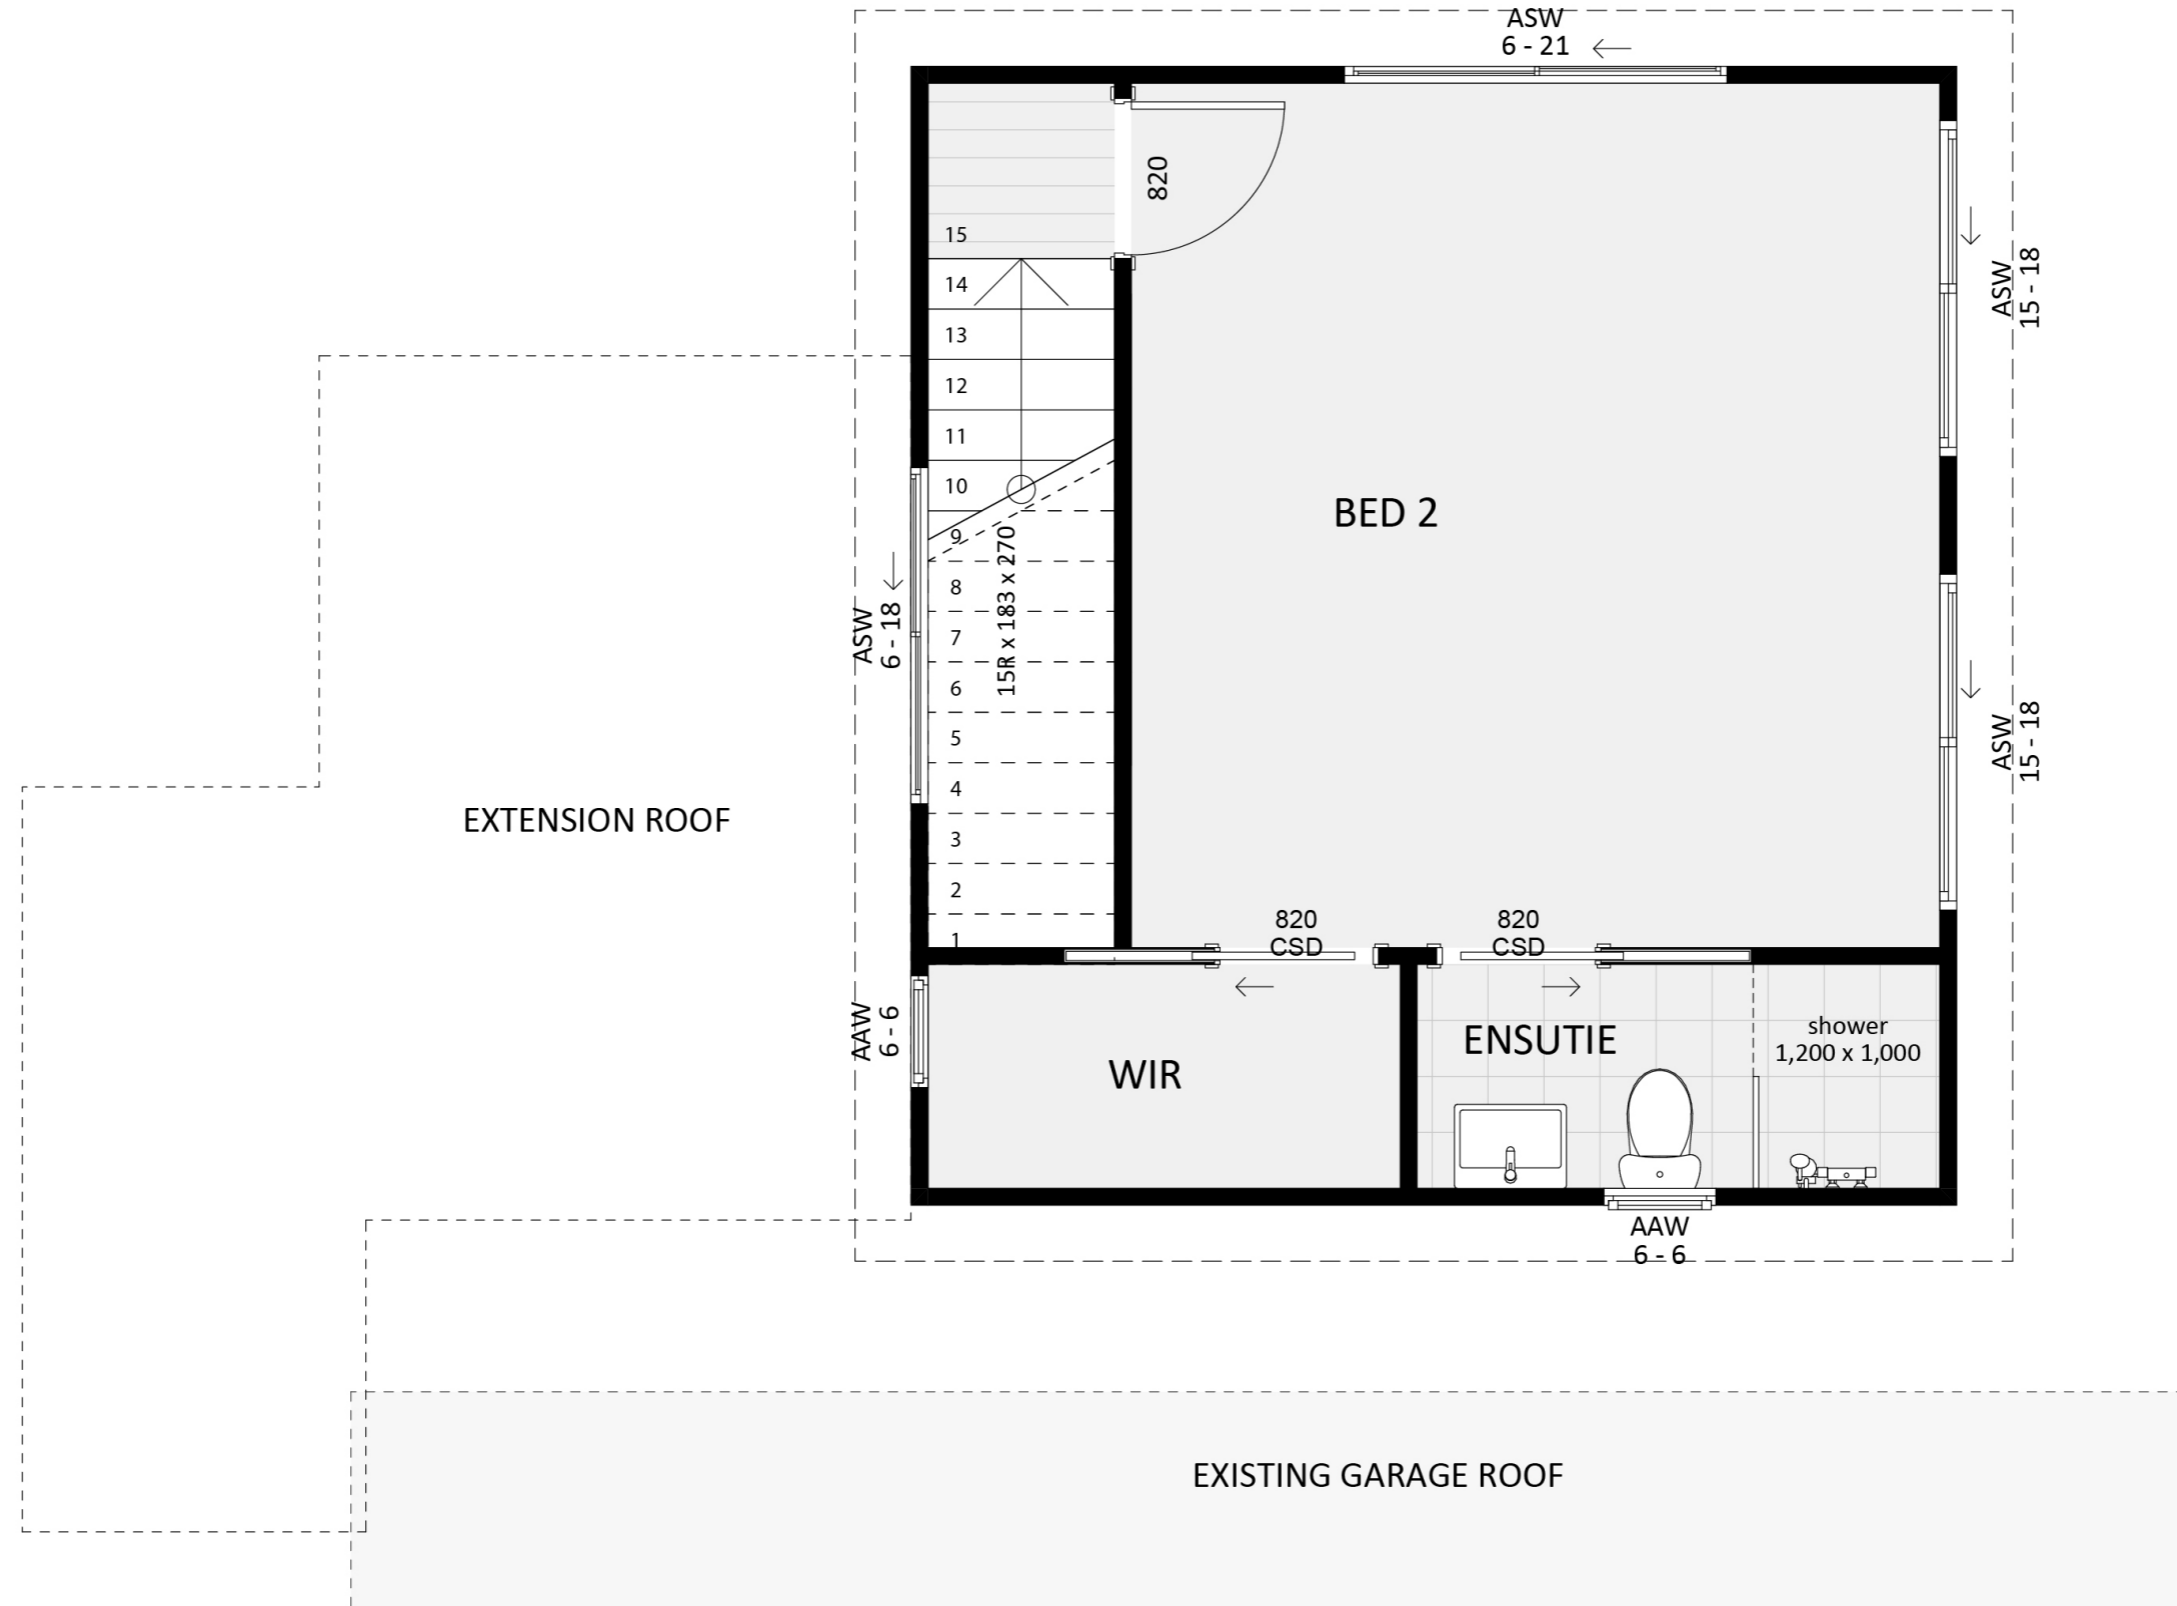 ASW
6 - 21
820
15
14
13
12
11
10
9
8
7
6
5
4
3
2
1
15R x 183 x 270
ASW
15 - 18
ASW
15 - 18
ASW
6 - 18
BED 2
EXTENSION ROOF
820
CSD
820
CSD
AAW
6 - 6
WIR
ENSUTIE
shower
1,200 x 1,000
AAW
6 - 6
EXISTING GARAGE ROOF